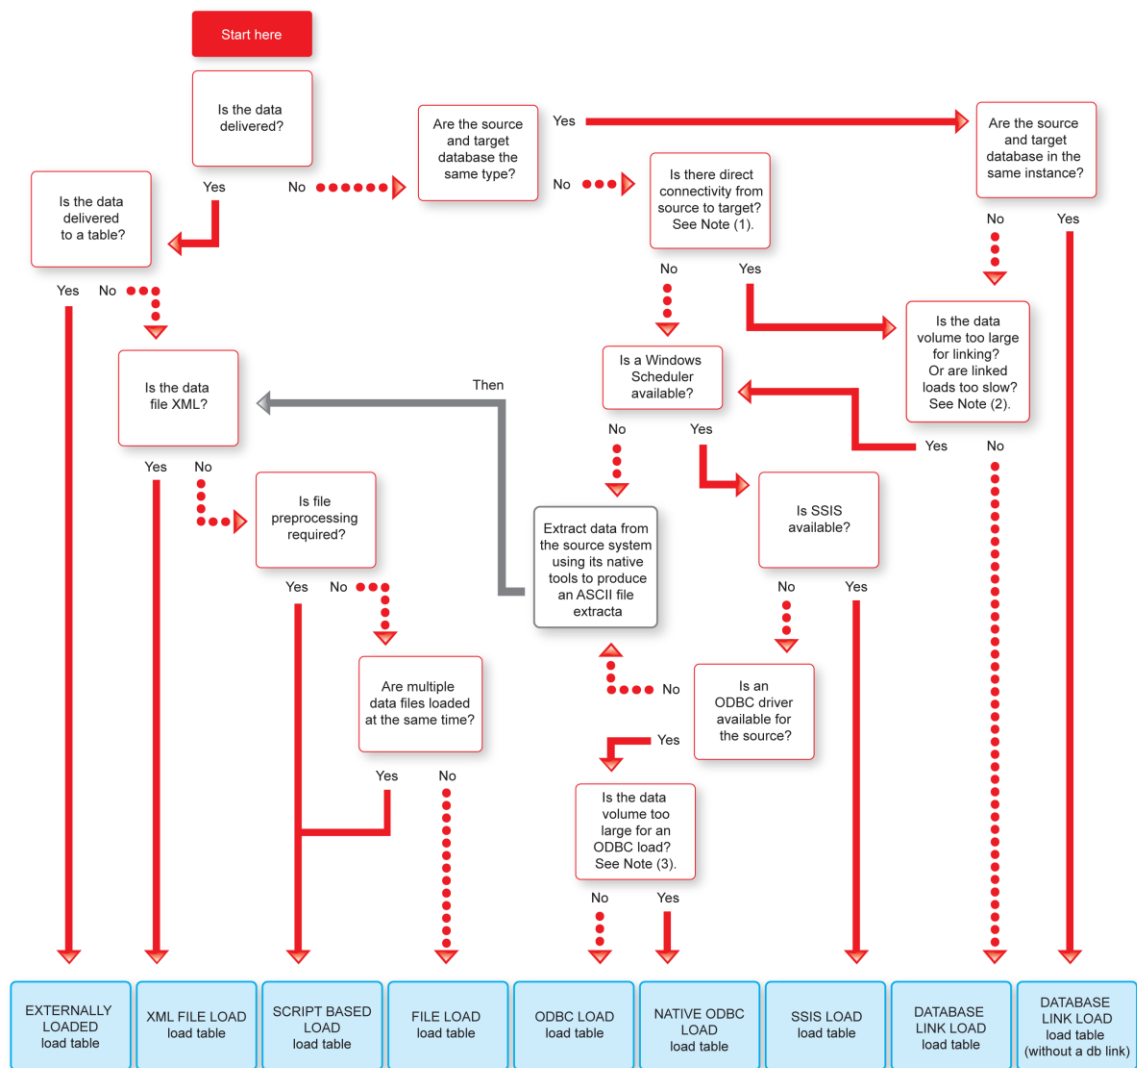 Start here
Is the data
delivered?
Are the source
and target
database the
same type?
Yes
Are the source
and target
database in the
same instance?
Is the data
delivered
to a table?
Yes
No
No
Is there direct
connectivity from
source to target?
See Note (1).
No
Yes
Yes
No
No
Yes
Is the data
file XML?
Then
Is a Windows
Scheduler
available?
Is the data
volume too large
for linking?
Or are linked
loads too slow?
See Note (2).
No
Yes
Yes
No
Yes
No
Is file
preprocessing
required?
Extract data from
the source system
using its native
tools to produce
an ASCII file
extracta
Is SSIS
available?
Yes
No
No
Yes
Are multiple
data files loaded
at the same time?
No
Is an
ODBC driver
available for
the source?
Yes
Yes
No
Is the data
volume too
large for an
ODBC load?
See Note (3).
No
Yes
EXTERNALLY
LOADED
load table
XML FILE LOAD
load table
SCRIPT BASED
LOAD
load table
FILE LOAD
load table
ODBC LOAD
load table
NATIVE ODBC
LOAD
load table
SSIS LOAD
load table
DATABASE
LINK LOAD
load table
DATABASE
LINK LOAD
load table
(without a db link)